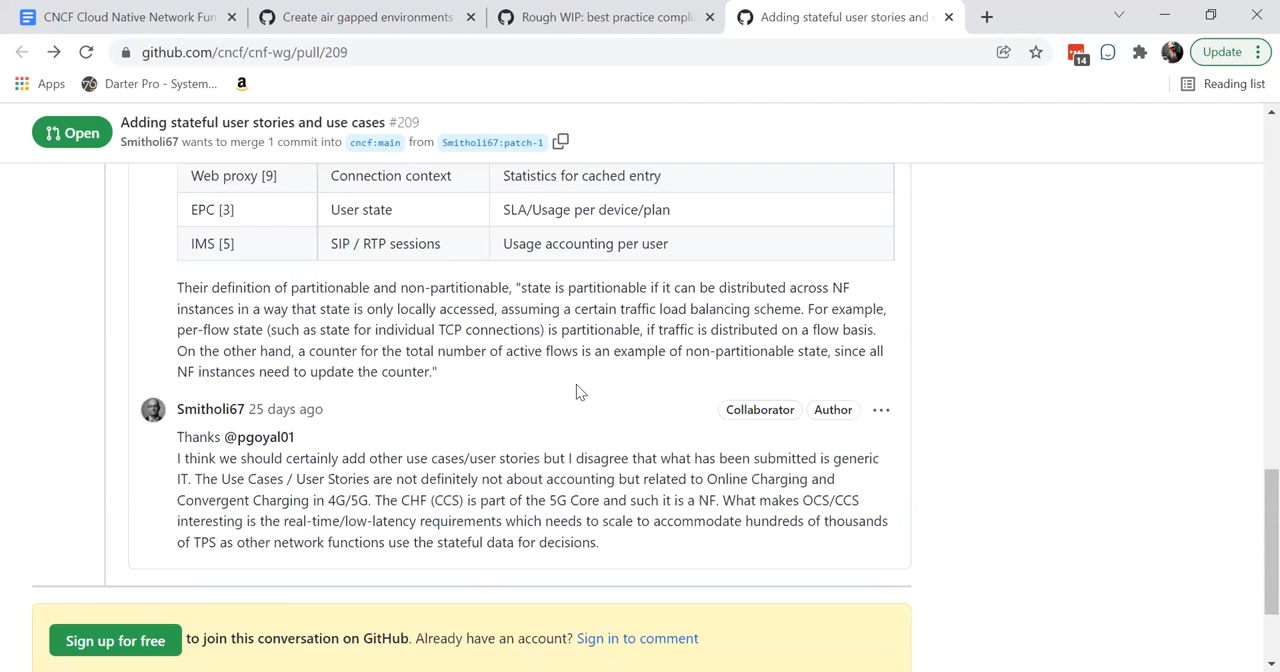 CNCF Cloud Native Network Fun
Create air gapped environments
Rough WIP: best practice compli
Adding stateful user stories and
github.com/cncf/cnf-wg/pull/209
14
Update
Apps
Darter Pro - System...
Reading list
Open
Adding stateful user stories and use cases #209
Smitholi67 wants to merge 1 commit into cncf:main from Smitholi67:patch-1
Web proxy [9] Connection context Statistics for cached entry
EPC [3] User state SLA/Usage per device/plan
IMS [5] SIP / RTP sessions Usage accounting per user
Their definition of partitionable and non-partitionable, "state is partitionable if it can be distributed across NF
instances in a way that state is only locally accessed, assuming a certain traffic load balancing scheme. For example,
per-flow state (such as state for individual TCP connections) is partitionable, if traffic is distributed on a flow basis.
On the other hand, a counter for the total number of active flows is an example of non-partitionable state, since all
NF instances need to update the counter."
Smitholi67 25 days ago
Collaborator Author
Thanks @pgoyal01
I think we should certainly add other use cases/user stories but I disagree that what has been submitted is generic
IT. The Use Cases / User Stories are not definitely not about accounting but related to Online Charging and
Convergent Charging in 4G/5G. The CHF (CCS) is part of the 5G Core and such it is a NF. What makes OCS/CCS
interesting is the real-time/low-latency requirements which needs to scale to accommodate hundreds of thousands
of TPS as other network functions use the stateful data for decisions.
Sign up for free to join this conversation on GitHub. Already have an account? Sign in to comment